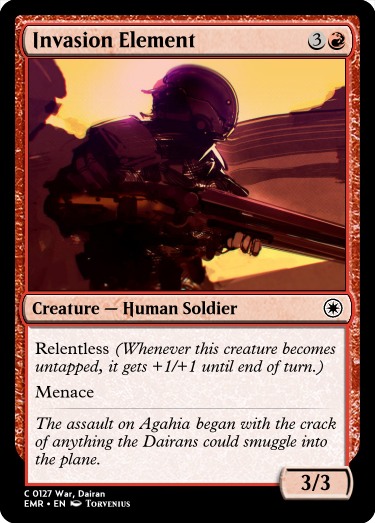 Invasion Element
3
Creature — Human Soldier
Relentless (Whenever this creature becomes
untapped, it gets +1/+1 until end of turn.)
Menace
The assault on Agahia began with the crack
of anything the Dairans could smuggle into
the plane.
3/3
C 0127 War, Dairan
EMR • EN Torvenius